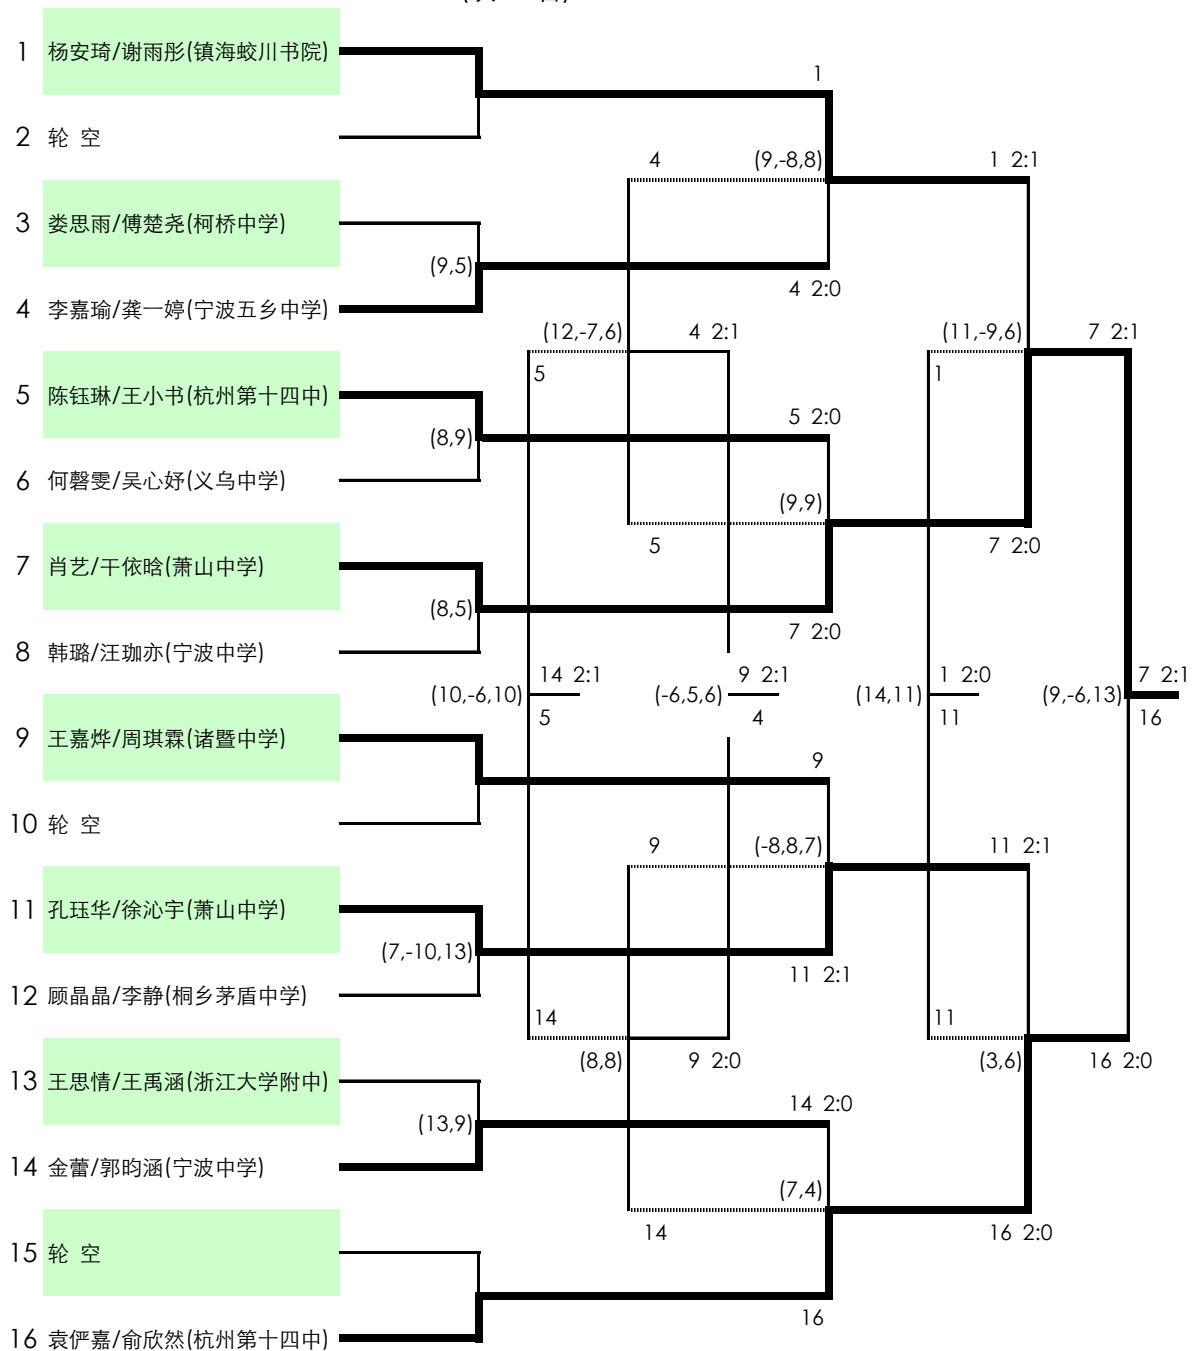 1 杨安琦/谢雨彤(镇海蛟川书院)
1
2 轮 空
4 (9,-8,8) 1 2:1
3 娄思雨/傅楚尧(柯桥中学)
(9,5)
4 2:0
4 李嘉瑜/龚一婷(宁波五乡中学)
(12,-7,6) 4 2:1 (11,-9,6) 7 2:1
5 1
5 陈钰琳/王小书(杭州第十四中)
5 2:0
(8,9)
6 何磬雯/吴心妤(义乌中学)
(9,9)
5 7 2:0
7 肖艺/干依晗(萧山中学)
(8,5)
7 2:0
8 韩璐/汪珈亦(宁波中学)
14 2:1 9 2:1 1 2:0 7 2:1
(10,-6,10) (-6,5,6) (14,11) (9,-6,13)
5 4 11 16
9 王嘉烨/周琪霖(诸暨中学)
9
10 轮 空
9 (-8,8,7) 11 2:1
11 孔珏华/徐沁宇(萧山中学)
(7,-10,13)
11 2:1
12 顾晶晶/李静(桐乡茅盾中学)
14 11
(8,8) 9 2:0 (3,6) 16 2:0
13 王思情/王禹涵(浙江大学附中)
14 2:0
(13,9)
14 金蕾/郭昀涵(宁波中学)
(7,4)
14 16 2:0
15 轮 空
16
16 袁俨嘉/俞欣然(杭州第十四中)